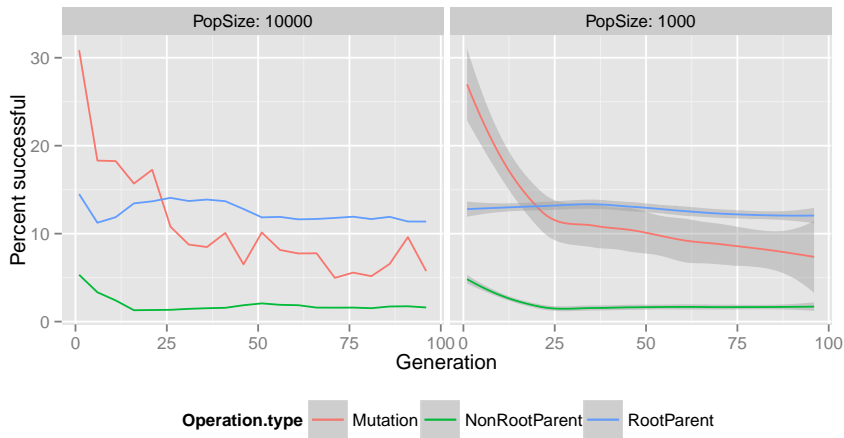 PopSize: 10000
PopSize: 1000
Percent successful
30
20
10
0
0
25
50
75
100
0
25
50
75
100
Generation
Operation.type Mutation NonRootParent RootParent